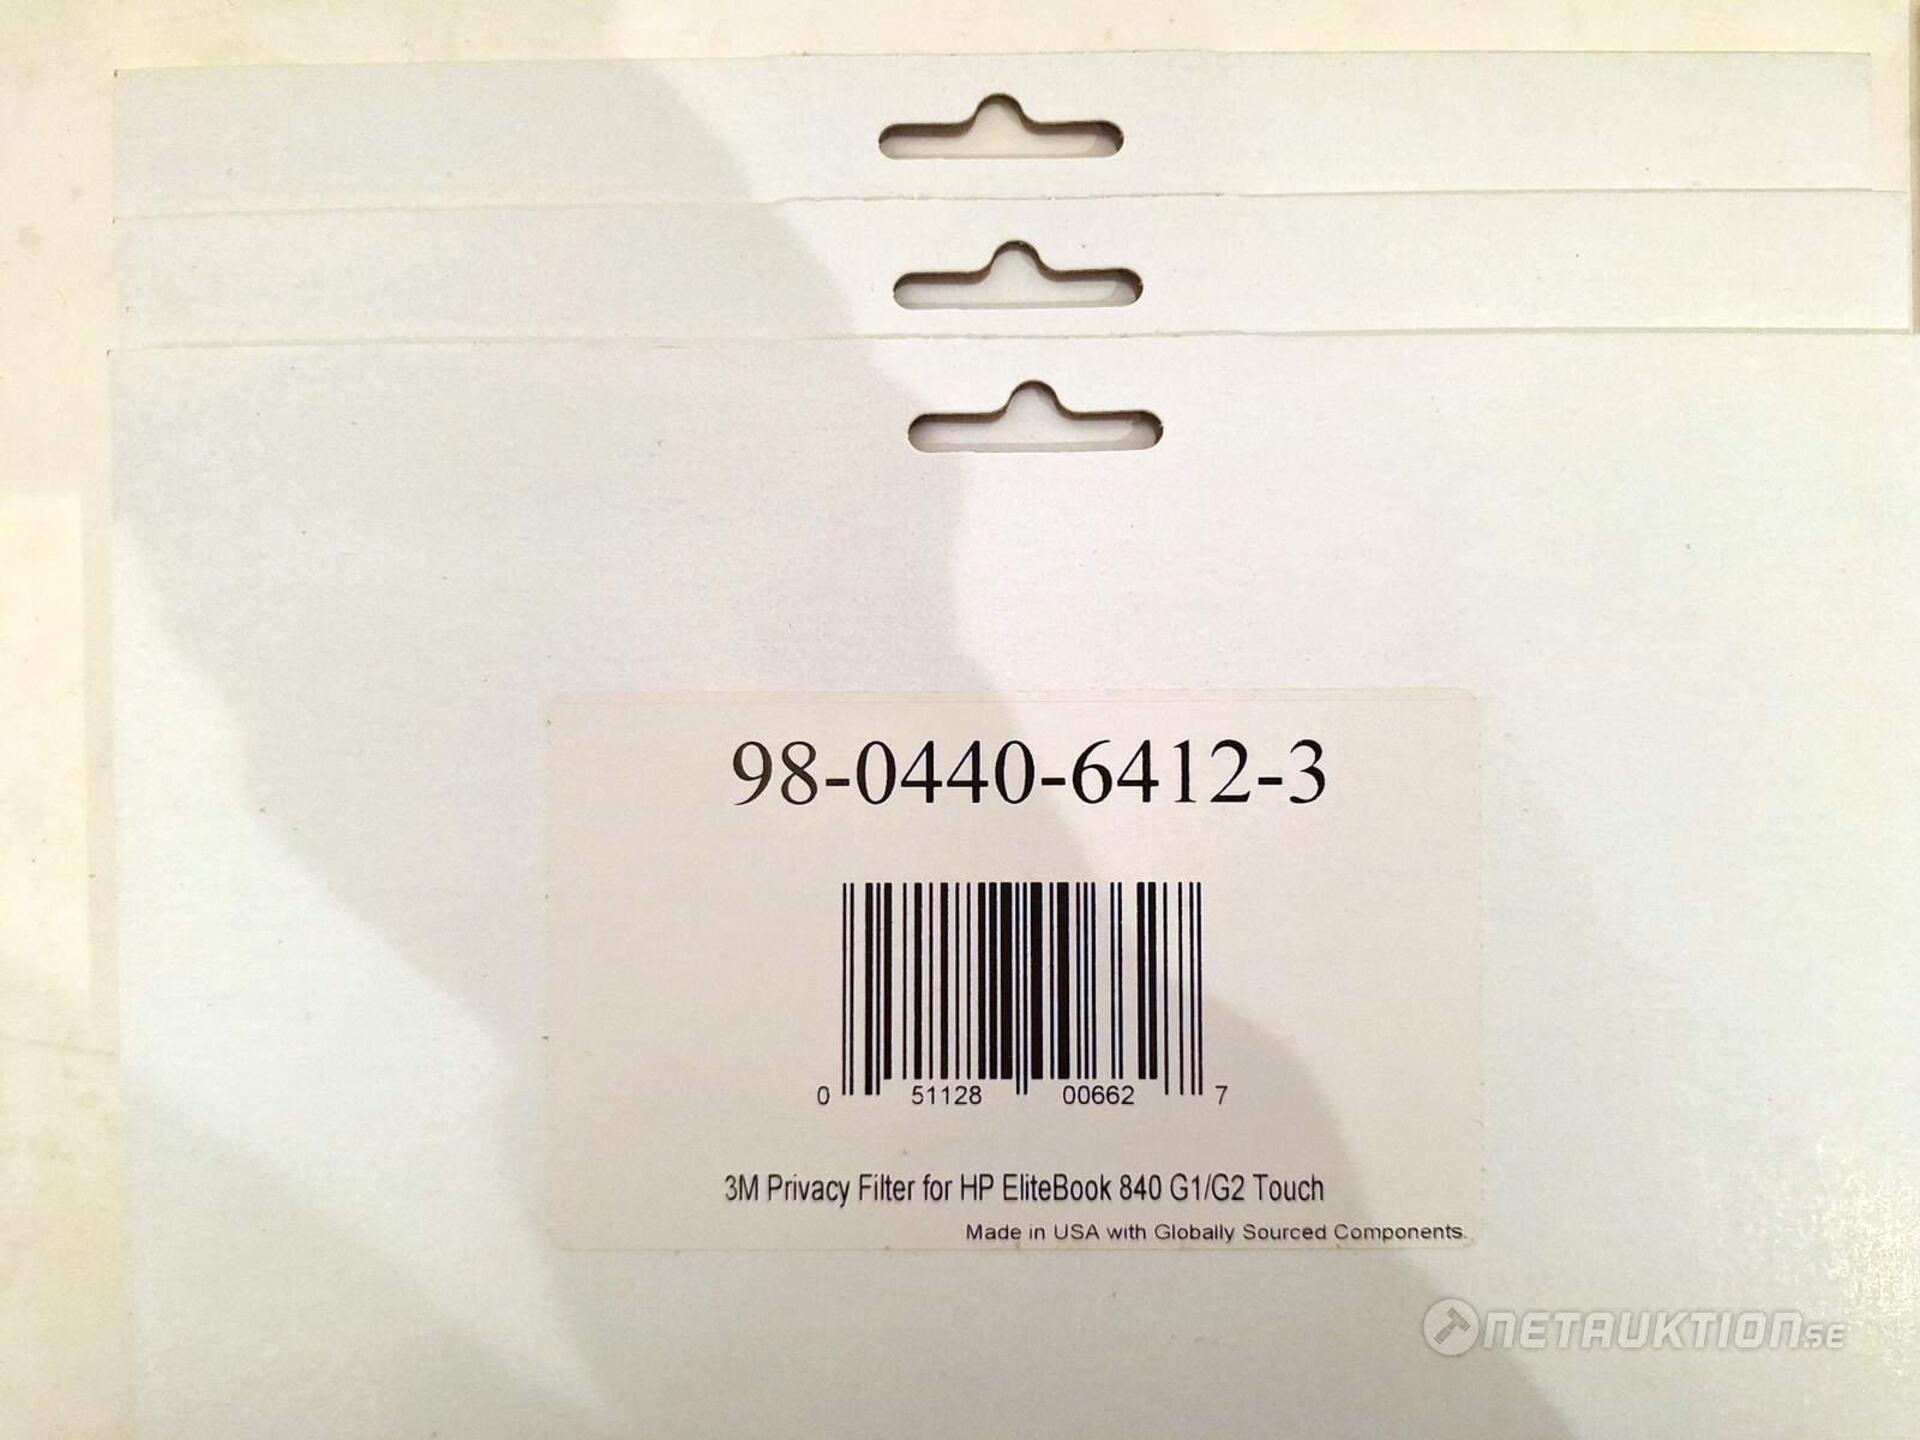 98-0440-6412-3
0 51128 00662 7
3M Privacy Filter for HP EliteBook 840 G1/G2 Touch
Made in USA with Globally Sourced Components.
NETAUKTION.SE